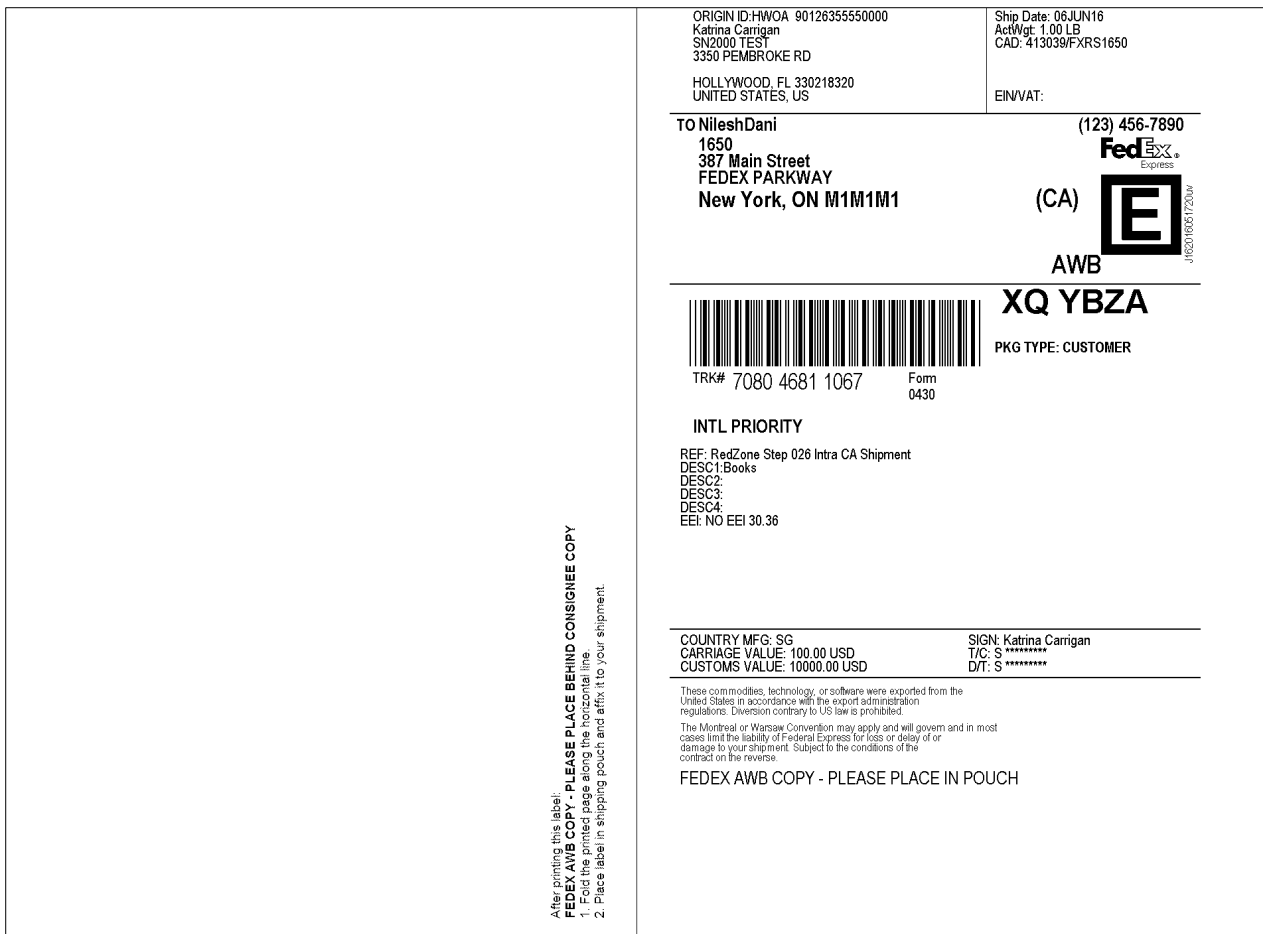 ORIGIN ID:HWOA 90126355550000
Katrina Carrigan
SN2000 TEST
3350 PEMBROKE RD
HOLLYWOOD, FL 330218320
UNITED STATES, US
Ship Date: 06JUN16
ActWgt: 1.00 LB
CAD: 413039/FXRS1650
EIN/VAT:
TO NileshDani
(123) 456-7890
1650
387 Main Street
FEDEX PARKWAY
New York, ON M1M1M1
(CA)
FedEx®
Express
E
AWB
J16201605172​0uv
XQ YBZA
PKG TYPE: CUSTOMER
TRK# 7080 4681 1067
Form
0430
INTL PRIORITY
REF: RedZone Step 026 Intra CA Shipment
DESC1:Books
DESC2:
DESC3:
DESC4:
EEI: NO EEI 30.36
COUNTRY MFG: SG
CARRIAGE VALUE: 100.00 USD
CUSTOMS VALUE: 10000.00 USD
SIGN: Katrina Carrigan
T/C: S *********
D/T: S *********
These commodities, technology, or software were exported from the
United States in accordance with the export administration
regulations. Diversion contrary to US law is prohibited.
The Montreal or Warsaw Convention may apply and will govern and in most
cases limit the liability of Federal Express for loss or delay of or
damage to your shipment. Subject to the conditions of the
contract on the reverse.
FEDEX AWB COPY - PLEASE PLACE IN POUCH
After printing this label:
FEDEX AWB COPY - PLEASE PLACE BEHIND CONSIGNEE COPY
1. Fold the printed page along the horizontal line.
2. Place label in shipping pouch and affix it to your shipment.